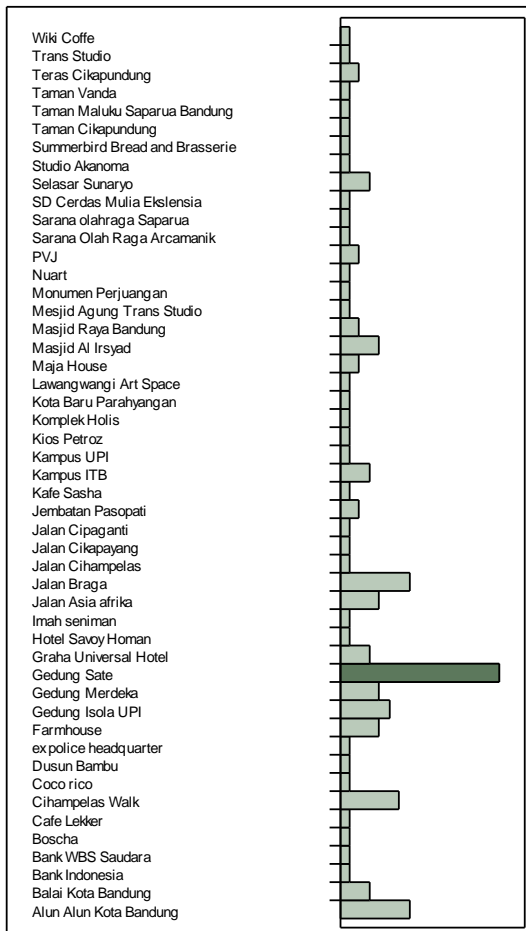 Wiki Coffe
Trans Studio
Teras Cikapundung
Taman Vanda
Taman Maluku Saparua Bandung
Taman Cikapundung
Summerbird Bread and Brasserie
Studio Akanoma
Selasar Sunaryo
SD Cerdas Mulia Ekslensia
Sarana olahraga Saparua
Sarana Olah Raga Arcamanik
PVJ
Nuart
Monumen Perjuangan
Mesjid Agung Trans Studio
Masjid Raya Bandung
Masjid Al Irsyad
Maja House
Lawangwangi Art Space
Kota Baru Parahyangan
Komplek Holis
Kios Petroz
Kampus UPI
Kampus ITB
Kafe Sasha
Jembatan Pasopati
Jalan Cipaganti
Jalan Cikapayang
Jalan Cihampelas
Jalan Braga
Jalan Asia afrika
Imah seniman
Hotel Savoy Homan
Graha Universal Hotel
Gedung Sate
Gedung Merdeka
Gedung Isola UPI
Farmhouse
ex police headquarter
Dusun Bambu
Coco rico
Cihampelas Walk
Cafe Lekker
Boscha
Bank WBS Saudara
Bank Indonesia
Balai Kota Bandung
Alun Alun Kota Bandung